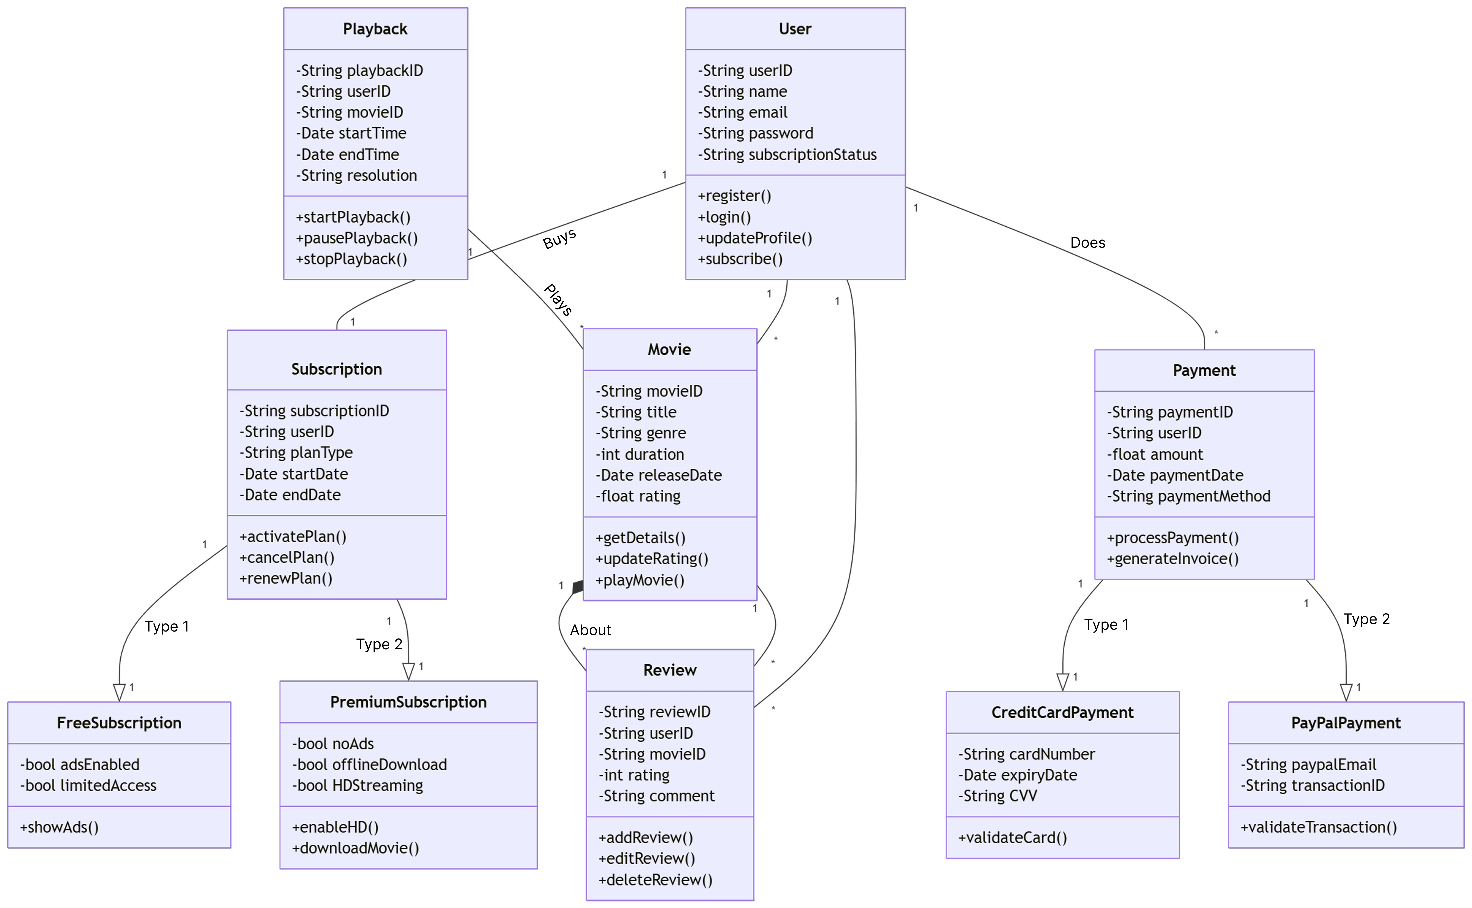 Playback
-String playbackID
-String userID
-String movieID
-Date startTime
-Date endTime
-String resolution
+startPlayback()
+pausePlayback()
+stopPlayback()
User
-String userID
-String name
-String email
-String password
-String subscriptionStatus
+register()
+login()
+updateProfile()
+subscribe()
1
1
Buys
1
1
Does
*
1
Plays
*
1
*
1
*
Subscription
-String subscriptionID
-String userID
-String planType
-Date startDate
-Date endDate
+activatePlan()
+cancelPlan()
+renewPlan()
Movie
-String movieID
-String title
-String genre
-int duration
-Date releaseDate
-float rating
+getDetails()
+updateRating()
+playMovie()
Payment
-String paymentID
-String userID
-float amount
-Date paymentDate
-String paymentMethod
+processPayment()
+generateInvoice()
1
Type 1
1
1
Type 2
1
1
About
*
1
*
1
Type 1
1
1
Type 2
1
FreeSubscription
-bool adsEnabled
-bool limitedAccess
+showAds()
PremiumSubscription
-bool noAds
-bool offlineDownload
-bool HDStreaming
+enableHD()
+downloadMovie()
Review
-String reviewID
-String userID
-String movieID
-int rating
-String comment
+addReview()
+editReview()
+deleteReview()
CreditCardPayment
-String cardNumber
-Date expiryDate
-String CVV
+validateCard()
PayPalPayment
-String paypalEmail
-String transactionID
+validateTransaction()